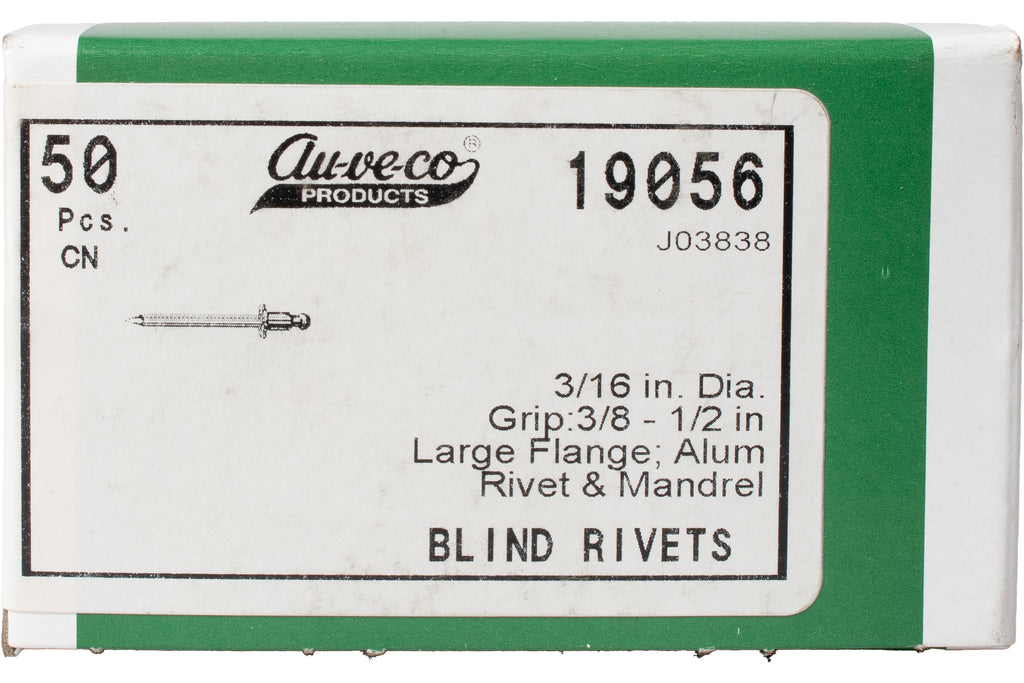 50
Pcs.
CN
au-ve-co ®
PRODUCTS
19056
J03838
3/16 in. Dia.
Grip:3/8 - 1/2 in
Large Flange; Alum
Rivet & Mandrel
BLIND RIVETS